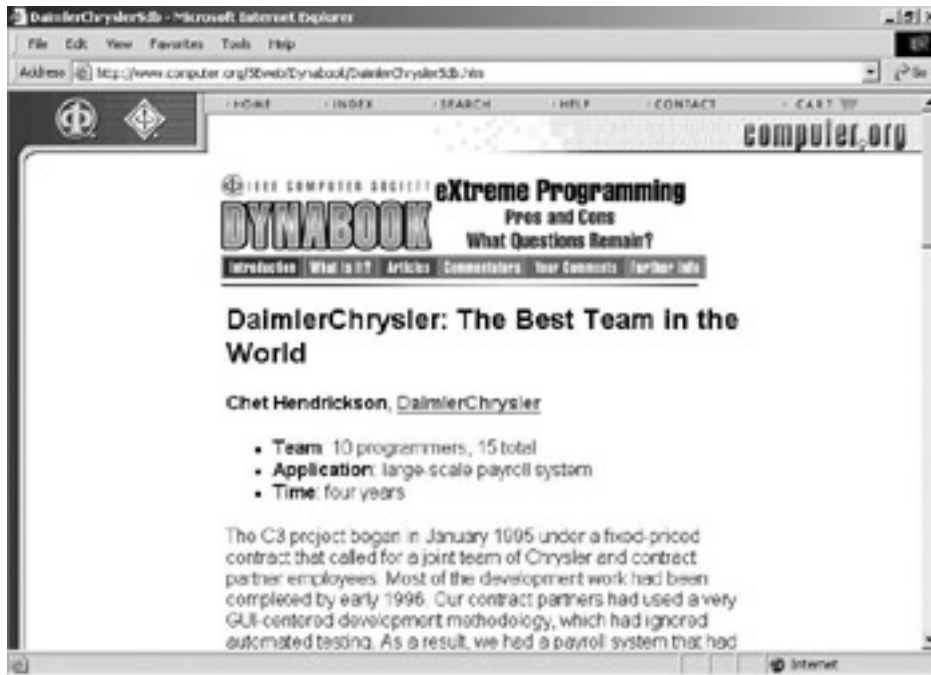 DaimlerChrysler5db - Microsoft Internet Explorer
File Edit View Favorites Tools Help
Address http://www.computer.org/SEweb/Dynabook/DaimlerChrysler5db.htm Go
HOME INDEX SEARCH HELP CONTACT CART
computer.org
IEEE COMPUTER SOCIETY
DYNABOOK
eXtreme Programming
Pros and Cons
What Questions Remain?
Introduction What is it? Articles Commentators Your Comments Further Info
DaimlerChrysler: The Best Team in the
World
Chet Hendrickson, DaimlerChrysler
• Team: 10 programmers, 15 total
• Application: large-scale payroll system
• Time: four years
The C3 project began in January 1995 under a fixed-priced
contract that called for a joint team of Chrysler and contract
partner employees. Most of the development work had been
completed by early 1996. Our contract partners had used a very
GUI-centered development methodology, which had ignored
automated testing. As a result, we had a payroll system that had
Internet